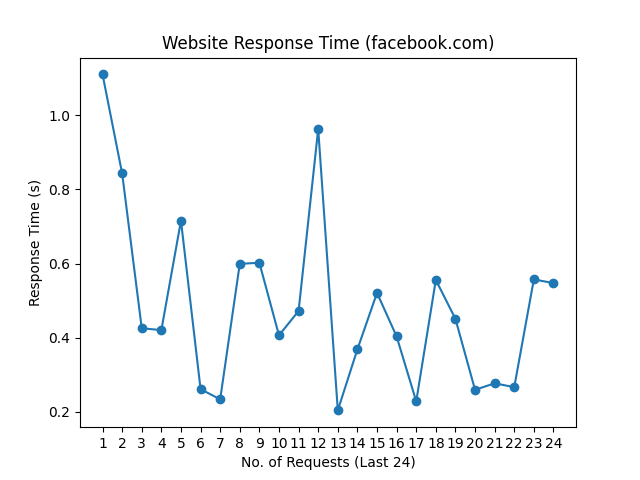 Website Response Time (facebook.com)
Response Time (s)
1.0
0.8
0.6
0.4
0.2
1 2 3 4 5 6 7 8 9 10 11 12 13 14 15 16 17 18 19 20 21 22 23 24
No. of Requests (Last 24)